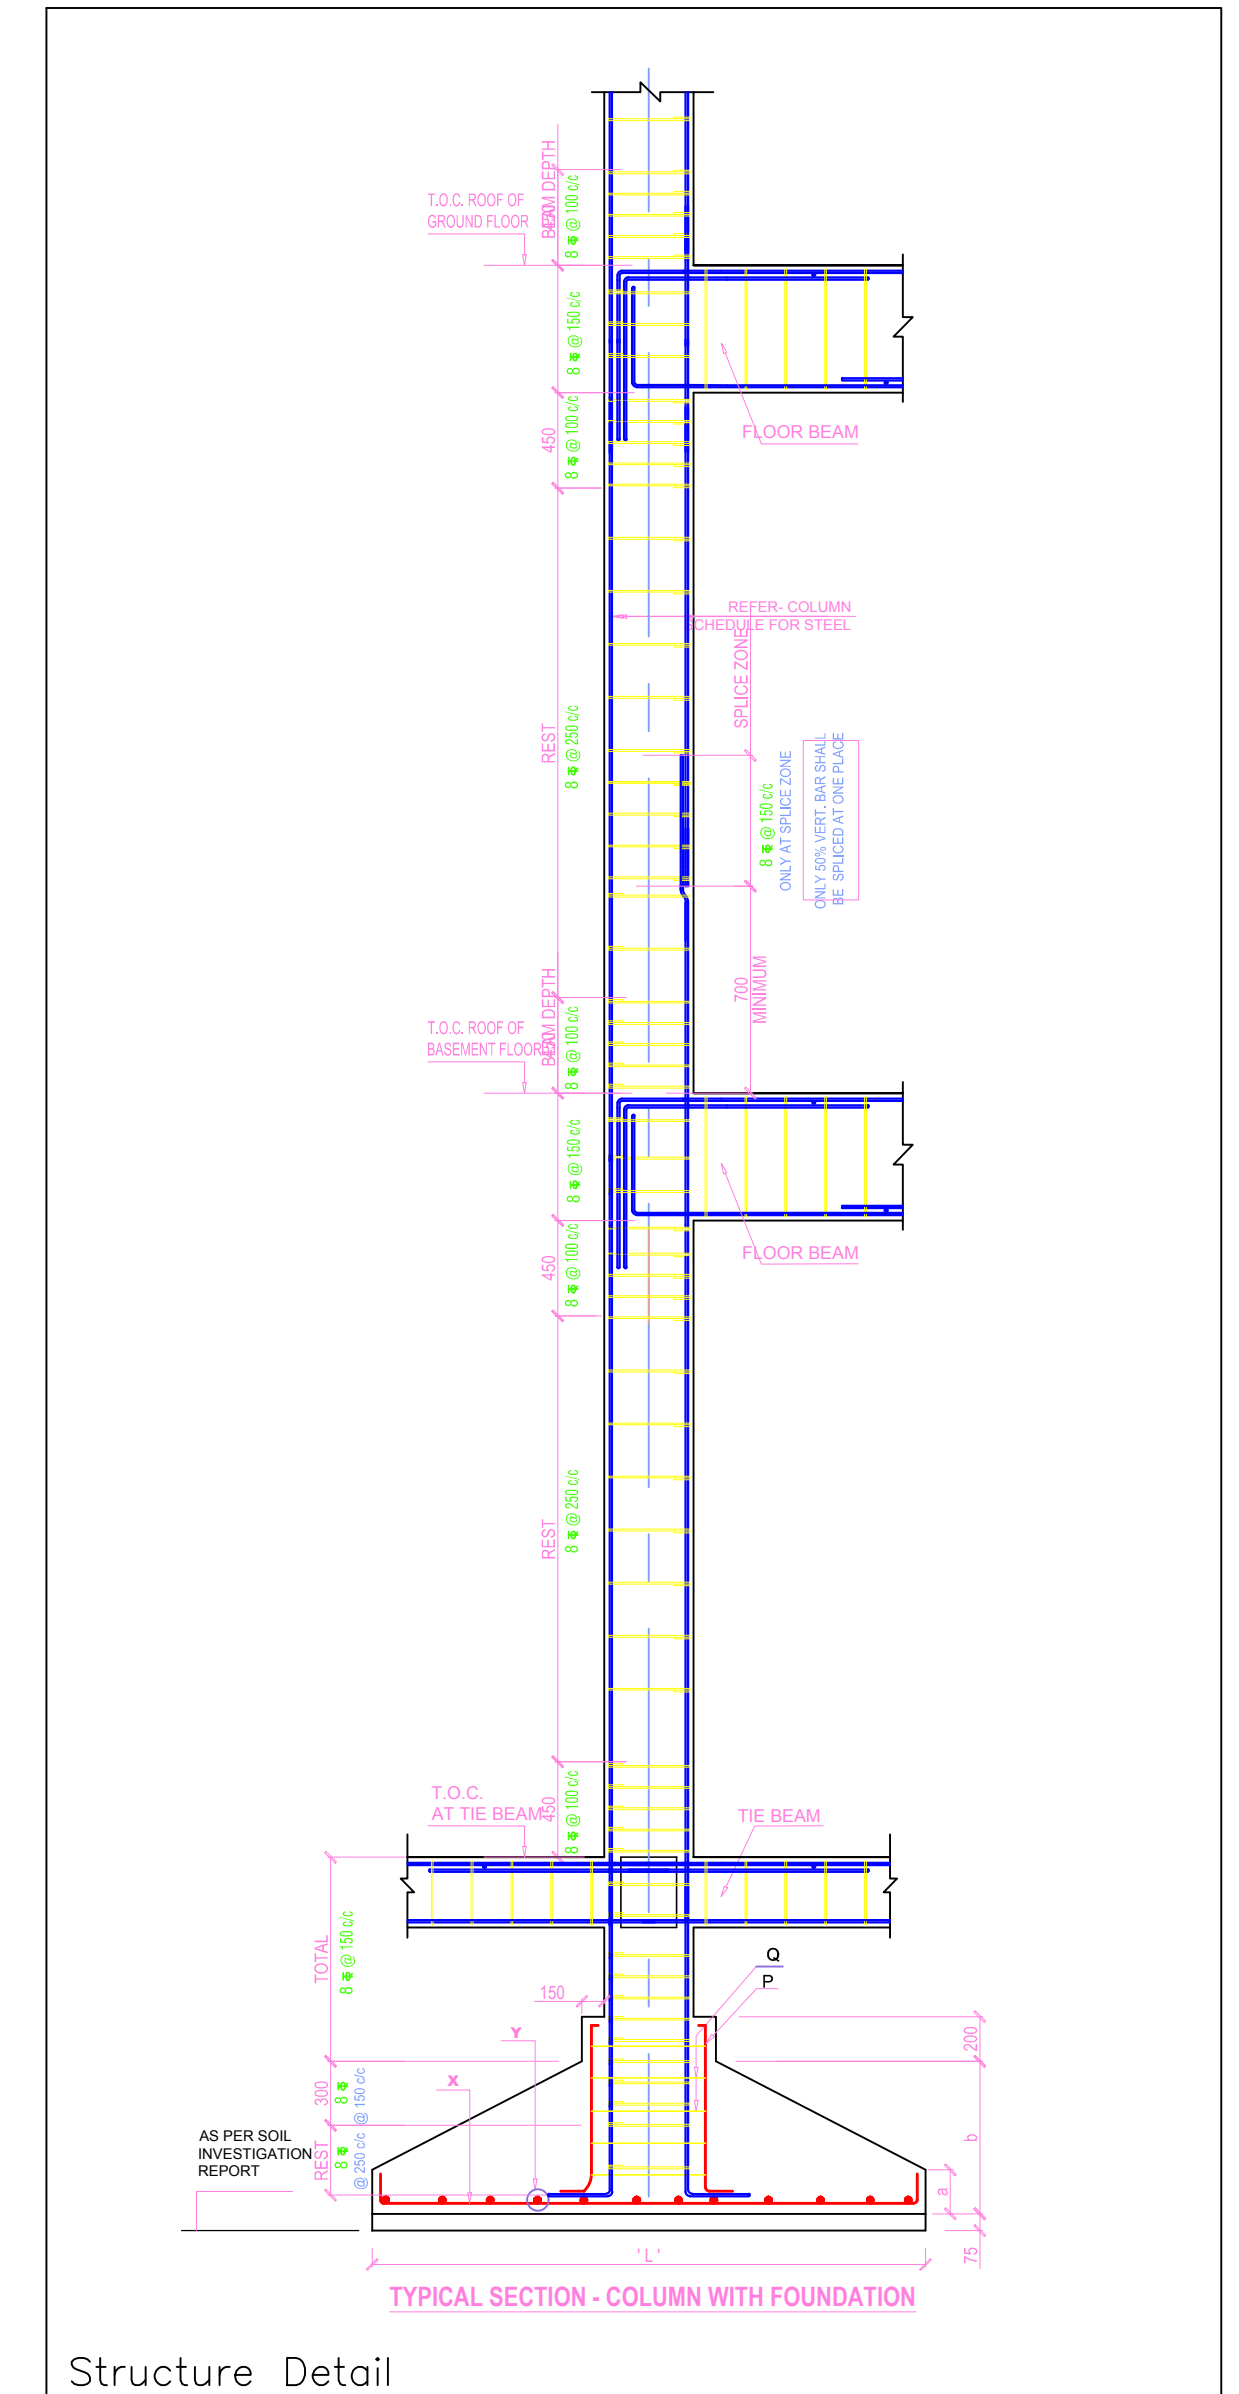 BEAM DEPTH
450
8 Φ @ 100 c/c
T.O.C. ROOF OF
GROUND FLOOR
8 Φ @ 150 c/c
450
8 Φ @ 100 c/c
FLOOR BEAM
REFER- COLUMN
SCHEDULE FOR STEEL
SPLICE ZONE
REST
8 Φ @ 250 c/c
8 Φ @ 150 c/c
ONLY AT SPLICE ZONE
ONLY 50% VERT. BAR SHALL
BE SPLICED AT ONE PLACE
700
MINIMUM
BEAM DEPTH
450
8 Φ @ 100 c/c
T.O.C. ROOF OF
BASEMENT FLOOR
8 Φ @ 150 c/c
450
8 Φ @ 100 c/c
FLOOR BEAM
REST
8 Φ @ 250 c/c
T.O.C.
AT TIE BEAM
450
8 Φ @ 100 c/c
TIE BEAM
TOTAL
8 Φ @ 150 c/c
Q
P
150
Y
X
200
300
8 Φ
@ 150 c/c
REST
8 Φ
@ 250 c/c
AS PER SOIL
INVESTIGATION
REPORT
b
a
75
' L '
TYPICAL SECTION - COLUMN WITH FOUNDATION
Structure Detail